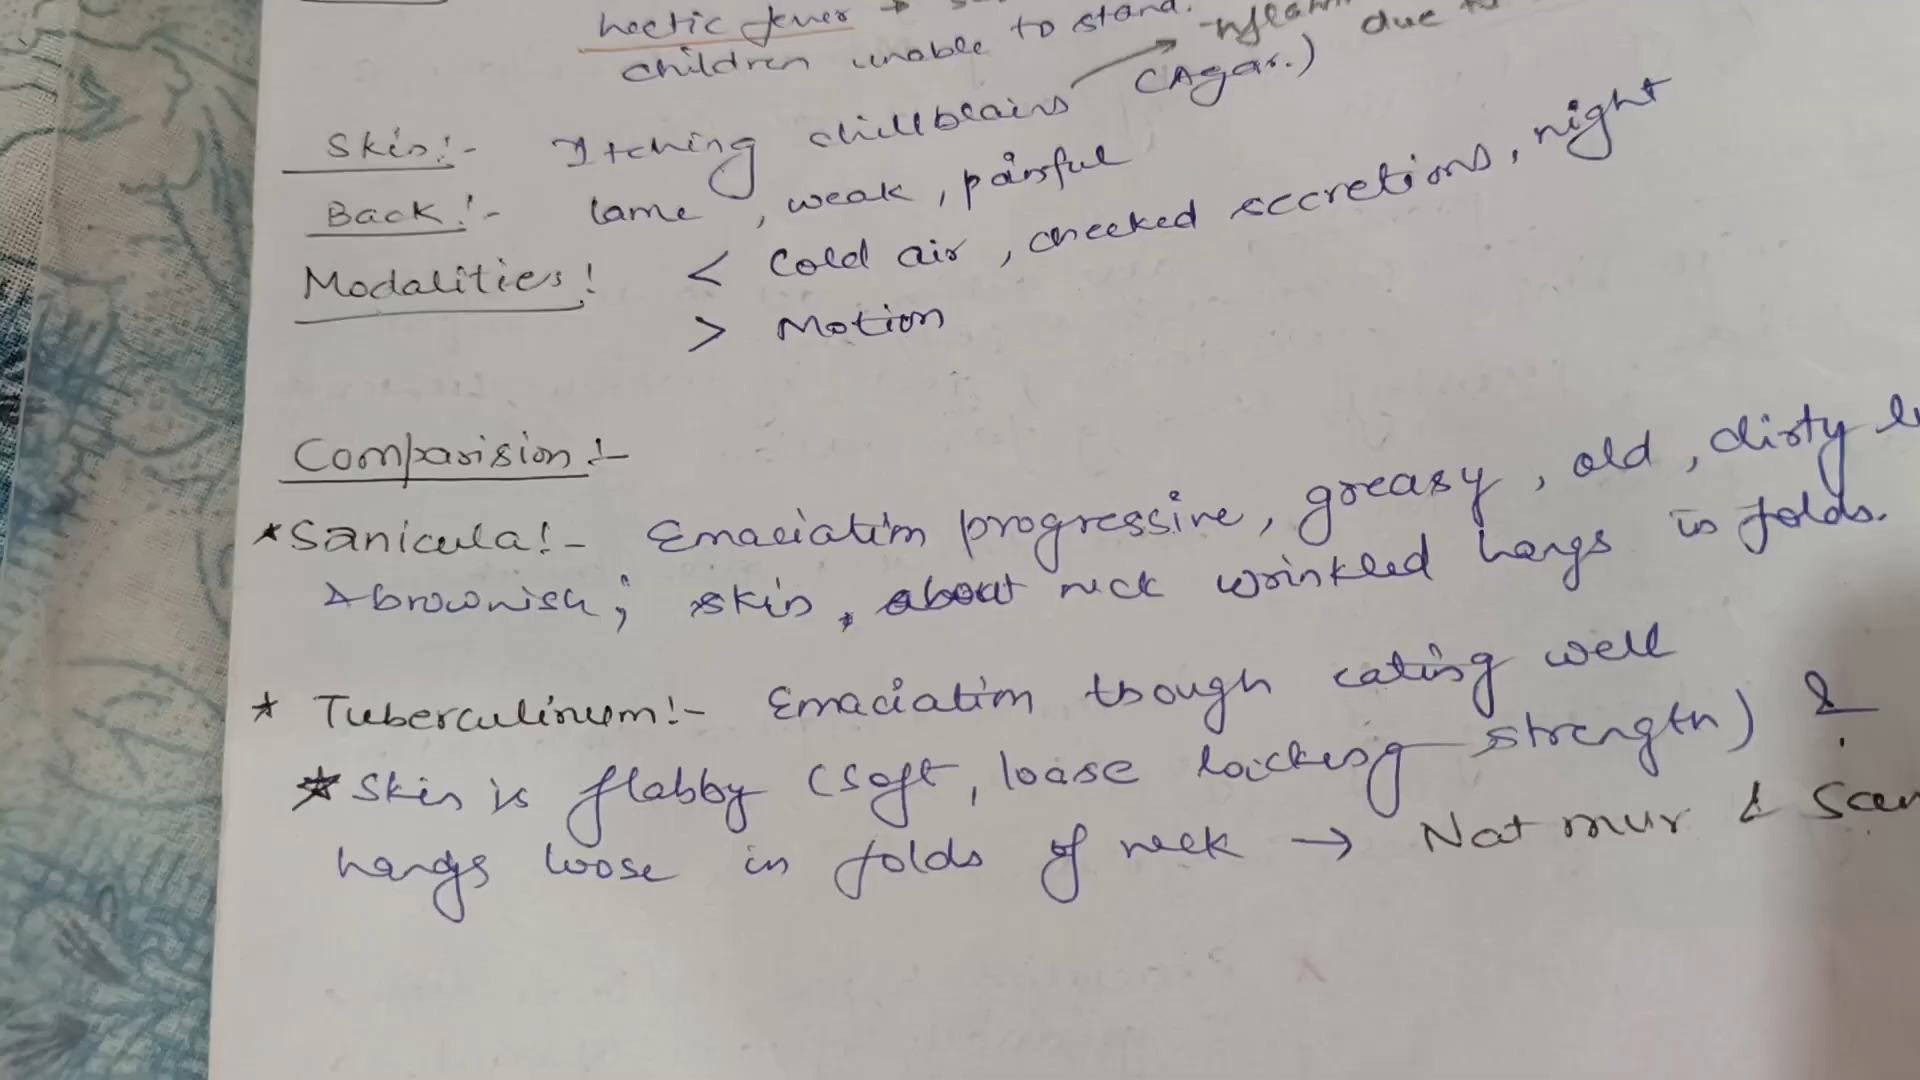 hectic fever →
children unable to stand.
due to
Skin:- Itching chillblains → (Agar.)
Back!- lame, weak, painful
Modalities! < Cold air, checked secretions, night
> Motion
Comparision!-
* Sanicula!- Emaciation progressive, greasy, old, dirty
& brownish; skin, about neck wrinkled hangs in folds.
* Tuberculinum!- Emaciation though eating well
* Skin is flabby (Soft, loose lacking strength) &
hangs loose in folds of neck → Nat mur & San